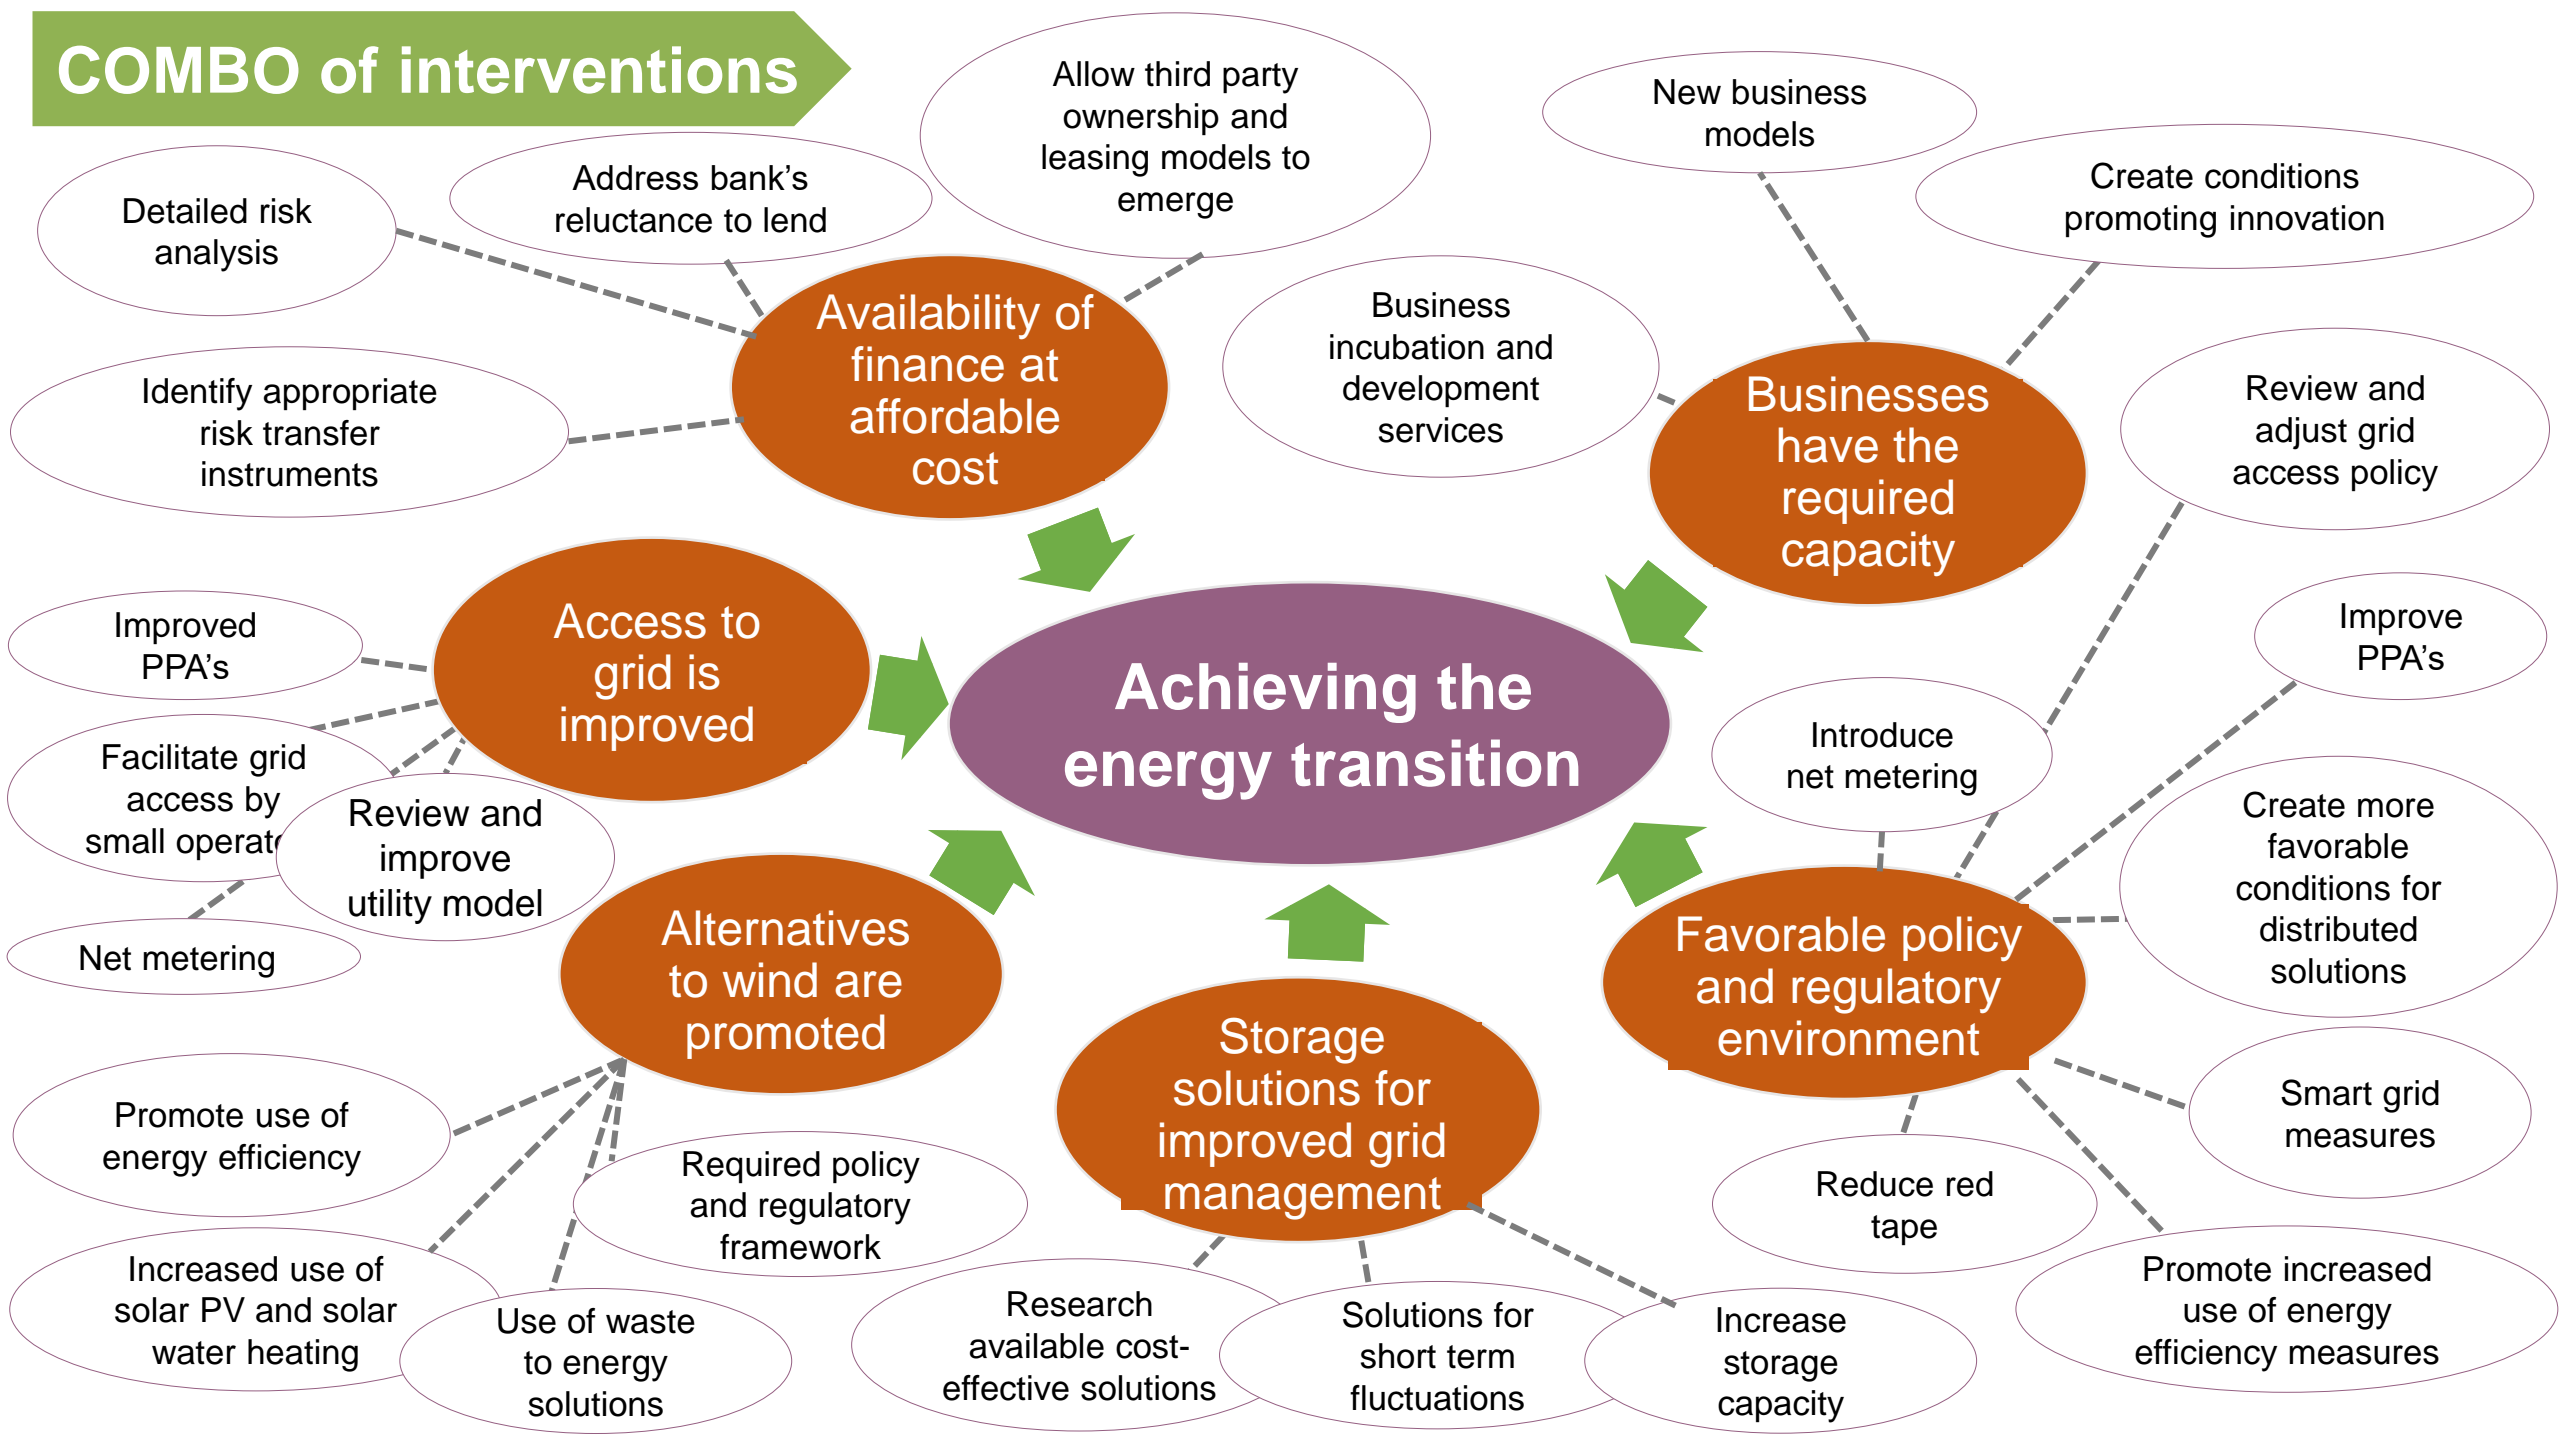 COMBO of interventions
Detailed risk
analysis
Address bank's
reluctance to lend
Allow third party
ownership and
leasing models to
emerge
New business
models
Create conditions
promoting innovation
Identify appropriate
risk transfer
instruments
Availability of
finance at
affordable
cost
Business
incubation and
development
services
Businesses
have the
required
capacity
Review and
adjust grid
access policy
Improved
PPA's
Access to
grid is
improved
Achieving the
energy transition
Improve
PPA's
Introduce
net metering
Facilitate grid
access by
small operat
Review and
improve
utility model
Net metering
Create more
favorable
conditions for
distributed
solutions
Alternatives
to wind are
promoted
Favorable policy
and regulatory
environment
Storage
solutions for
improved grid
management
Promote use of
energy efficiency
Required policy
and regulatory
framework
Smart grid
measures
Reduce red
tape
Increased use of
solar PV and solar
water heating
Use of waste
to energy
solutions
Research
available cost-
effective solutions
Solutions for
short term
fluctuations
Increase
storage
capacity
Promote increased
use of energy
efficiency measures